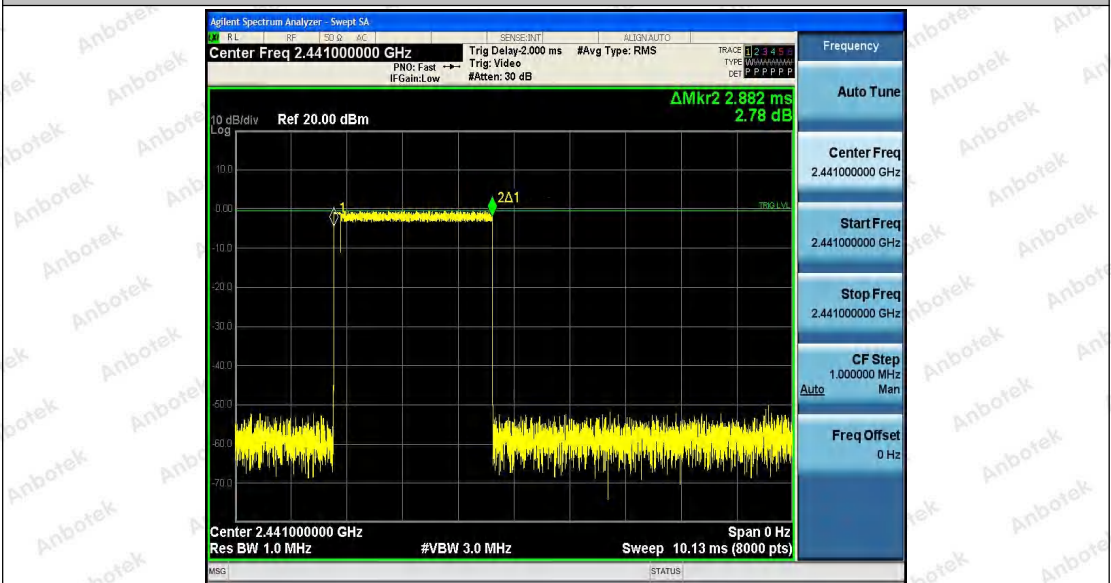 Agilent Spectrum Analyzer - Swept SA
RL RF 50 Ω AC SENSE:INT ALIGNAUTO
Center Freq 2.441000000 GHz
PNO: Fast
IFGain:Low
Trig Delay-2.000 ms #Avg Type: RMS
Trig: Video
#Atten: 30 dB
TRACE 1 2 3 4 5 6
TYPE
DET P P P P P P
ΔMkr2 2.882 ms
2.78 dB
10 dB/div Ref 20.00 dBm
Log
10.0
0.00
-10.0
-20.0
-30.0
-40.0
-50.0
-60.0
-70.0
1
2Δ1
TRIG LVL
Center 2.441000000 GHz
Span 0 Hz
Res BW 1.0 MHz #VBW 3.0 MHz Sweep 10.13 ms (8000 pts)
MSG STATUS
Frequency
Auto Tune
Center Freq
2.441000000 GHz
Start Freq
2.441000000 GHz
Stop Freq
2.441000000 GHz
CF Step
1.000000 MHz
Auto Man
Freq Offset
0 Hz
Anbotek